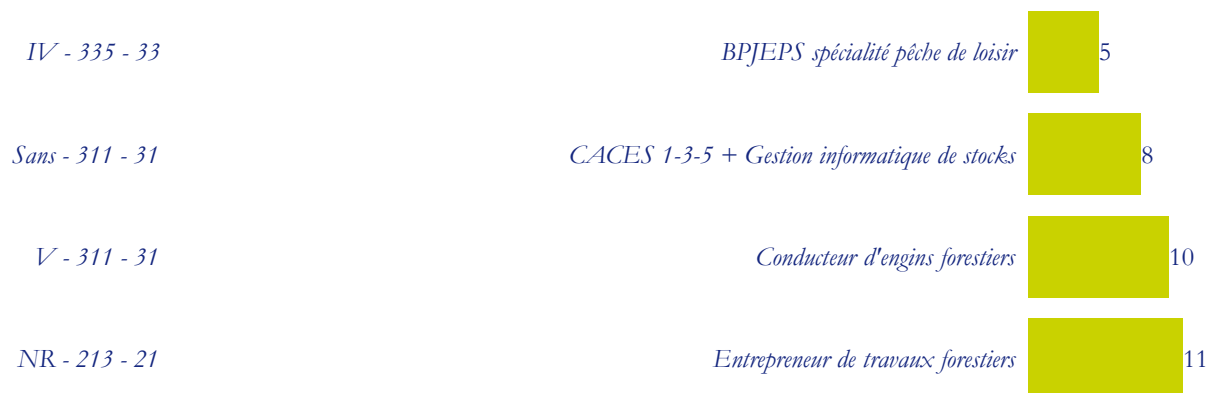 IV - 335 - 33 BPJEPS spécialité pêche de loisir 5
Sans - 311 - 31 CACES 1-3-5 + Gestion informatique de stocks 8
V - 311 - 31 Conducteur d'engins forestiers 10
NR - 213 - 21 Entrepreneur de travaux forestiers 11